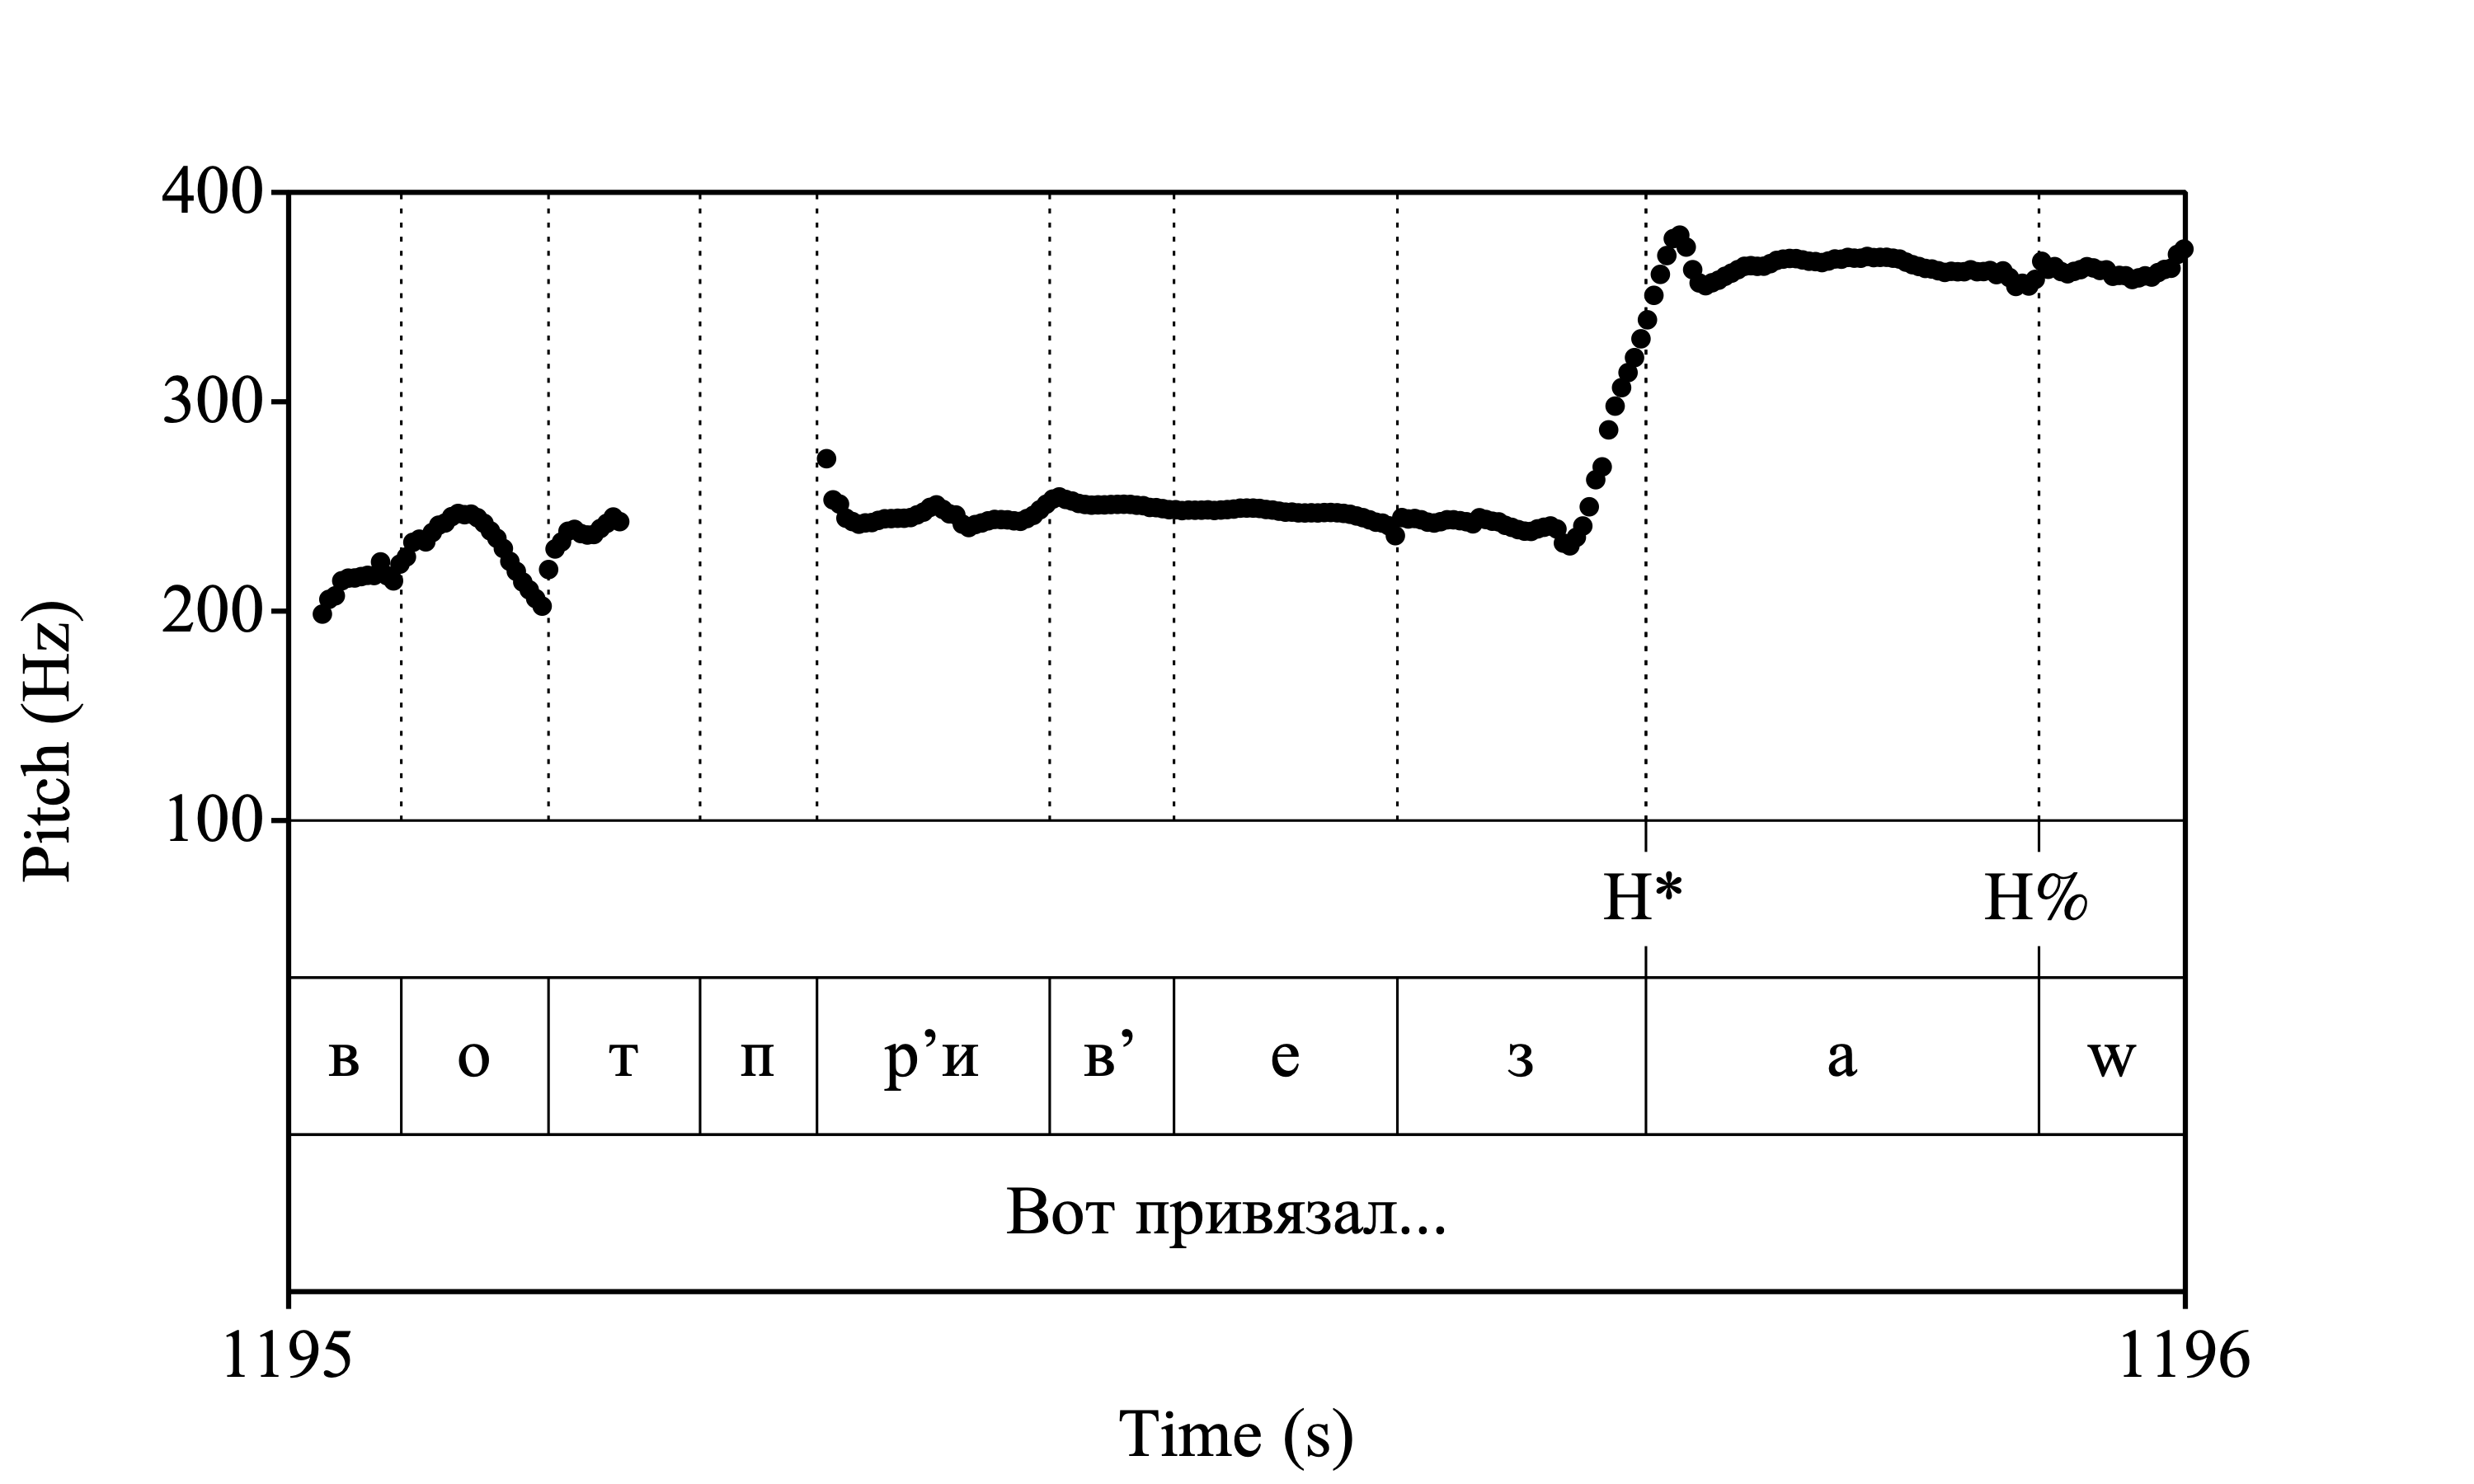 400
300
200
100
Pitch (Hz)
H* H%
в о т п р’и в’ е з а w
Вот привязал...
1195 1196
Time (s)